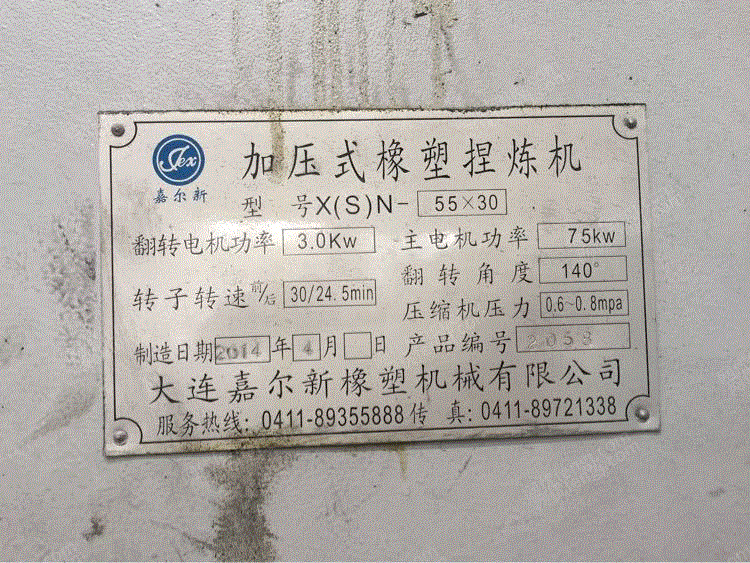 Jex
嘉尔新
加压式橡塑捏炼机
型 号X(S)N- 55×30
翻转电机功率 3.0Kw 主电机功率 75kw
翻转角度 140°
转子转速前/后 30/24.5min
压缩机压力 0.6~0.8mpa
制造日期2014年4月 日 产品编号 2058
大连嘉尔新橡塑机械有限公司
服务热线: 0411-89355888 传 真: 0411-89721338